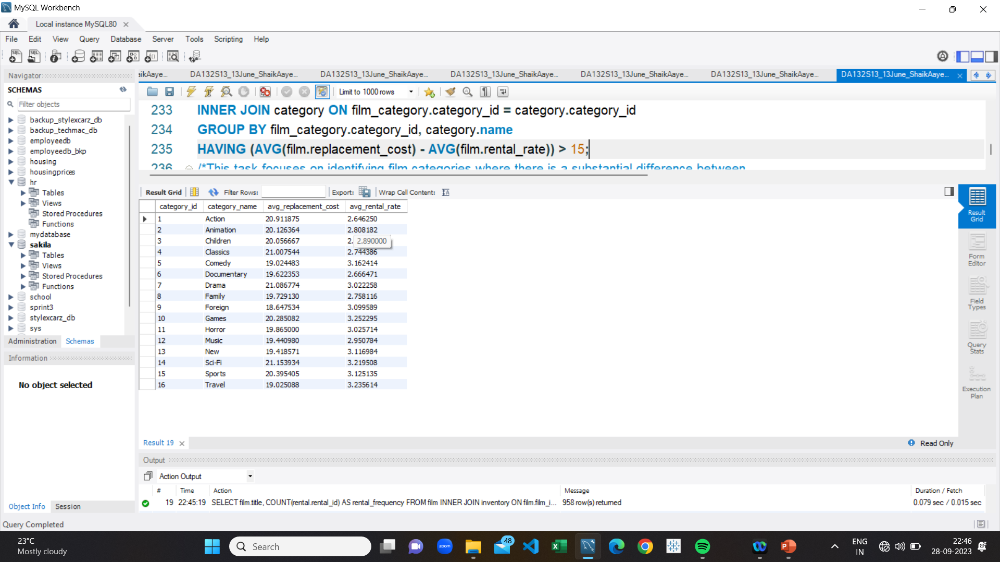 MySQL Workbench
Local instance MySQL80
File Edit View Query Database Server Tools Scripting Help
Navigator
SCHEMAS
Filter objects
backup_stylexcarz_db
backup_techmac_db
employeedb
employeedb_bkp
housing
housingprices
hr
Tables
Views
Stored Procedures
Functions
mydatabase
sakila
Tables
Views
Stored Procedures
Functions
school
sprint3
stylexcarz_db
sys
Administration Schemas
Information
No object selected
Object Info Session
aikAaye... DA132S13_13June_ShaikAaye... DA132S13_13June_ShaikAaye... DA132S13_13June_ShaikAaye... DA132S13_13June_ShaikAaye... DA132S13_13June_ShaikAaye... DA132S13_13June_ShaikAaye...
Limit to 1000 rows
233 INNER JOIN category ON film_category.category_id = category.category_id
234 GROUP BY film_category.category_id, category.name
235 HAVING (AVG(film.replacement_cost) - AVG(film.rental_rate)) > 15;
236 /*This task focuses on identifying film categories where there is a substantial difference between
Result Grid Filter Rows: Export: Wrap Cell Content:
category_id category_name avg_replacement_cost avg_rental_rate
1 Action 20.911875 2.646250
2 Animation 20.126364 2.808182
3 Children 20.056667 2. 2.890000
4 Classics 21.007544 2.744386
5 Comedy 19.024483 3.162414
6 Documentary 19.622353 2.666471
7 Drama 21.086774 3.022258
8 Family 19.729130 2.758116
9 Foreign 18.647534 3.099589
10 Games 20.285082 3.252295
11 Horror 19.865000 3.025714
12 Music 19.440980 2.950784
13 New 19.418571 3.116984
14 Sci-Fi 21.153934 3.219508
15 Sports 20.395405 3.125135
16 Travel 19.025088 3.235614
Result Grid
Form Editor
Field Types
Query Stats
Execution Plan
Result 19
Read Only
Output
Action Output
# Time Action Message Duration / Fetch
19 22:45:19 SELECT film.title, COUNT(rental.rental_id) AS rental_frequency FROM film INNER JOIN inventory ON film.film_i... 958 row(s) returned 0.079 sec / 0.015 sec
Query Completed
23°C
Mostly cloudy
Search
zoom
48
ENG
IN
22:46
28-09-2023